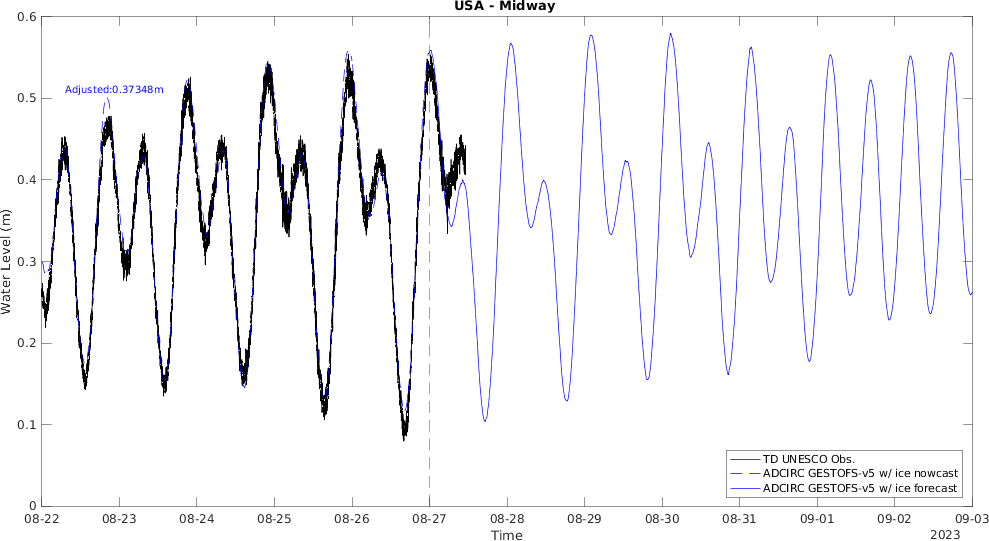 USA - Midway
0.6
0.5
0.4
0.3
0.2
0.1
0
Water Level (m)
Adjusted:0.37348m
TD UNESCO Obs.
ADCIRC GESTOFS-v5 w/ ice nowcast
ADCIRC GESTOFS-v5 w/ ice forecast
08-22 08-23 08-24 08-25 08-26 08-27 08-28 08-29 08-30 08-31 09-01 09-02 09-03
Time
2023